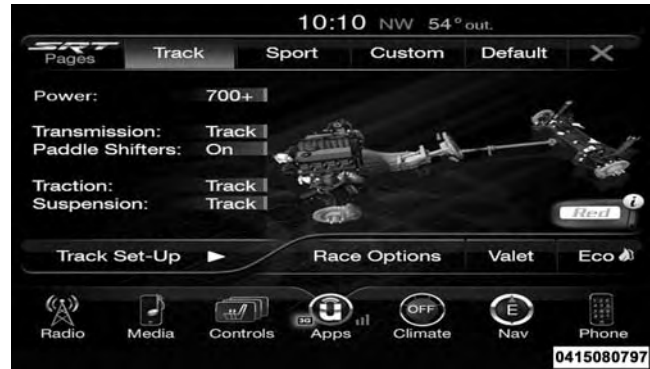 10:10 NW 54° out.
SRT Pages Track Sport Custom Default X
Power: 700+
Transmission: Track
Paddle Shifters: On
Traction: Track
Suspension: Track
Red i
Track Set-Up Race Options Valet Eco
U 3G OFF E
Radio Media Controls Apps Climate Nav Phone
0415080797